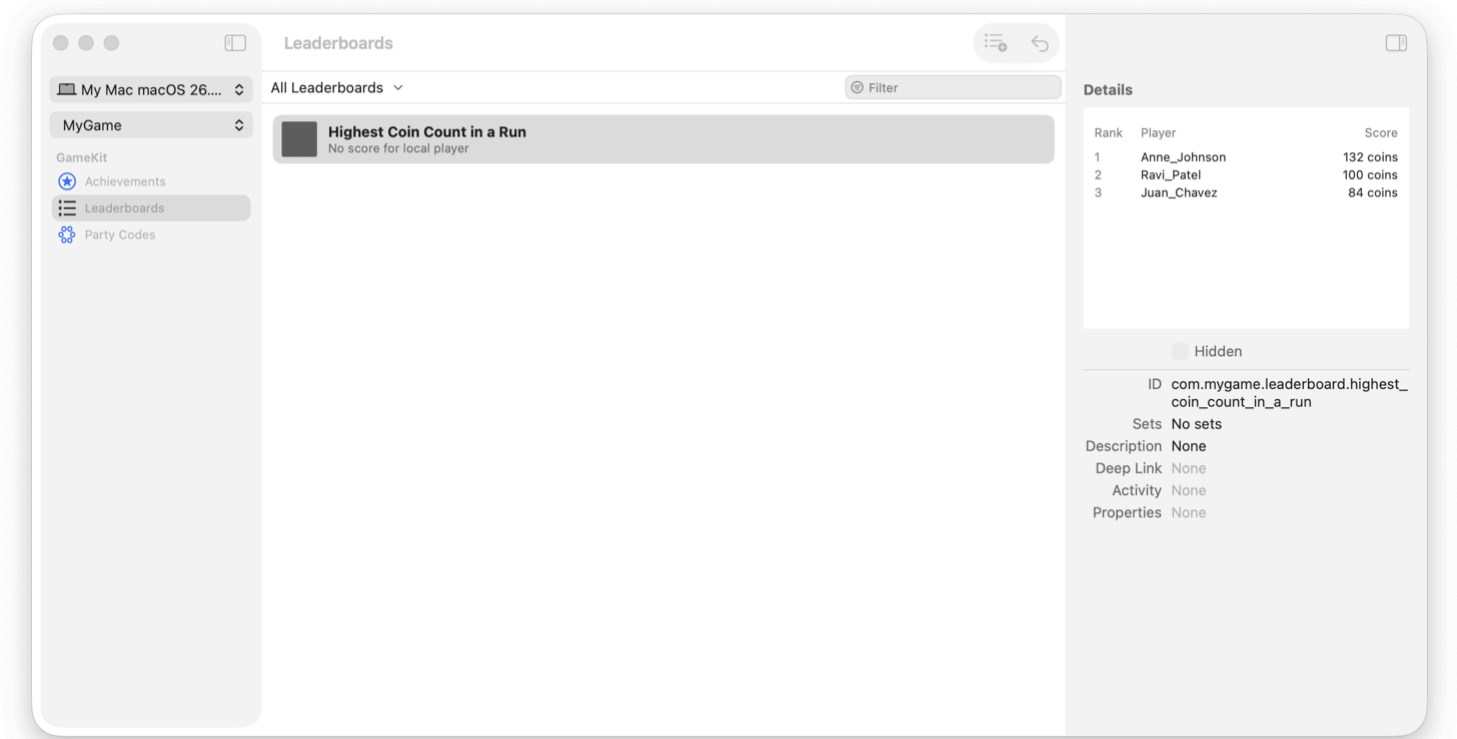 My Mac macOS 26....
MyGame
GameKit
Achievements
Leaderboards
Party Codes
Leaderboards
All Leaderboards
Filter
Highest Coin Count in a Run
No score for local player
Details
Rank Player Score
1 Anne_Johnson 132 coins
2 Ravi_Patel 100 coins
3 Juan_Chavez 84 coins
Hidden
ID com.mygame.leaderboard.highest_
coin_count_in_a_run
Sets No sets
Description None
Deep Link None
Activity None
Properties None